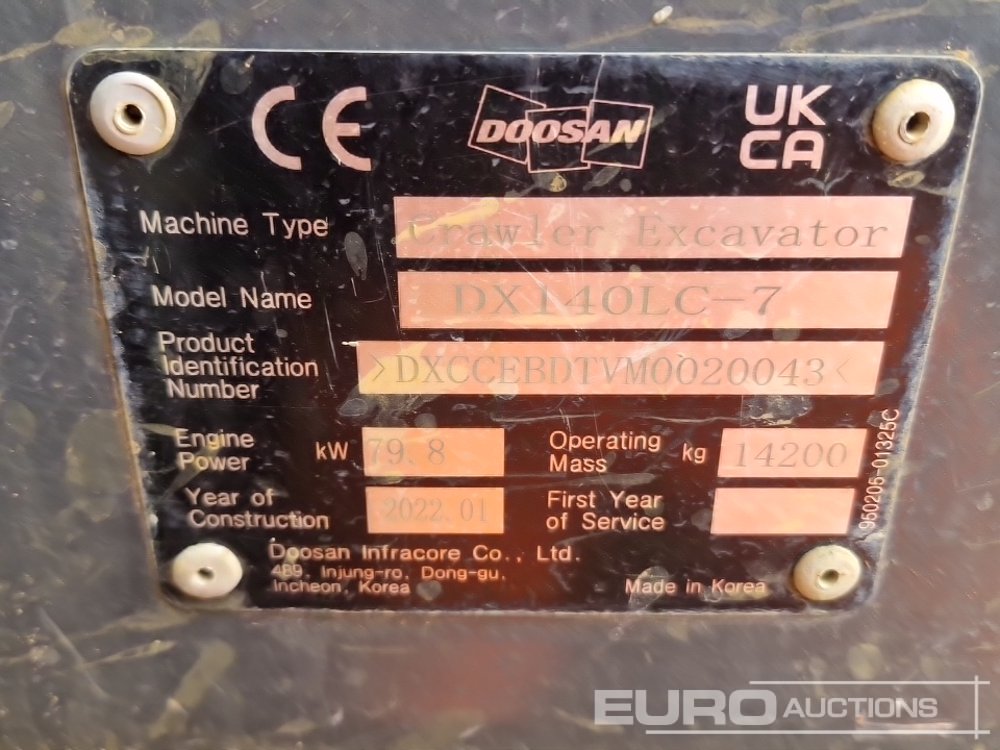 CE DOOSAN UK CA
Machine Type Crawler Excavator
Model Name DX140LC-7
Product
Identification
Number
>DXCCEBDTVM0020043<
Engine
Power
kW 79.8
Operating
Mass
kg 14200
Year of
Construction
2022.01
First Year
of Service
950205-01325C
Doosan Infracore Co., Ltd.
489, Injung-ro, Dong-gu,
Incheon, Korea
Made in Korea
EURO AUCTIONS